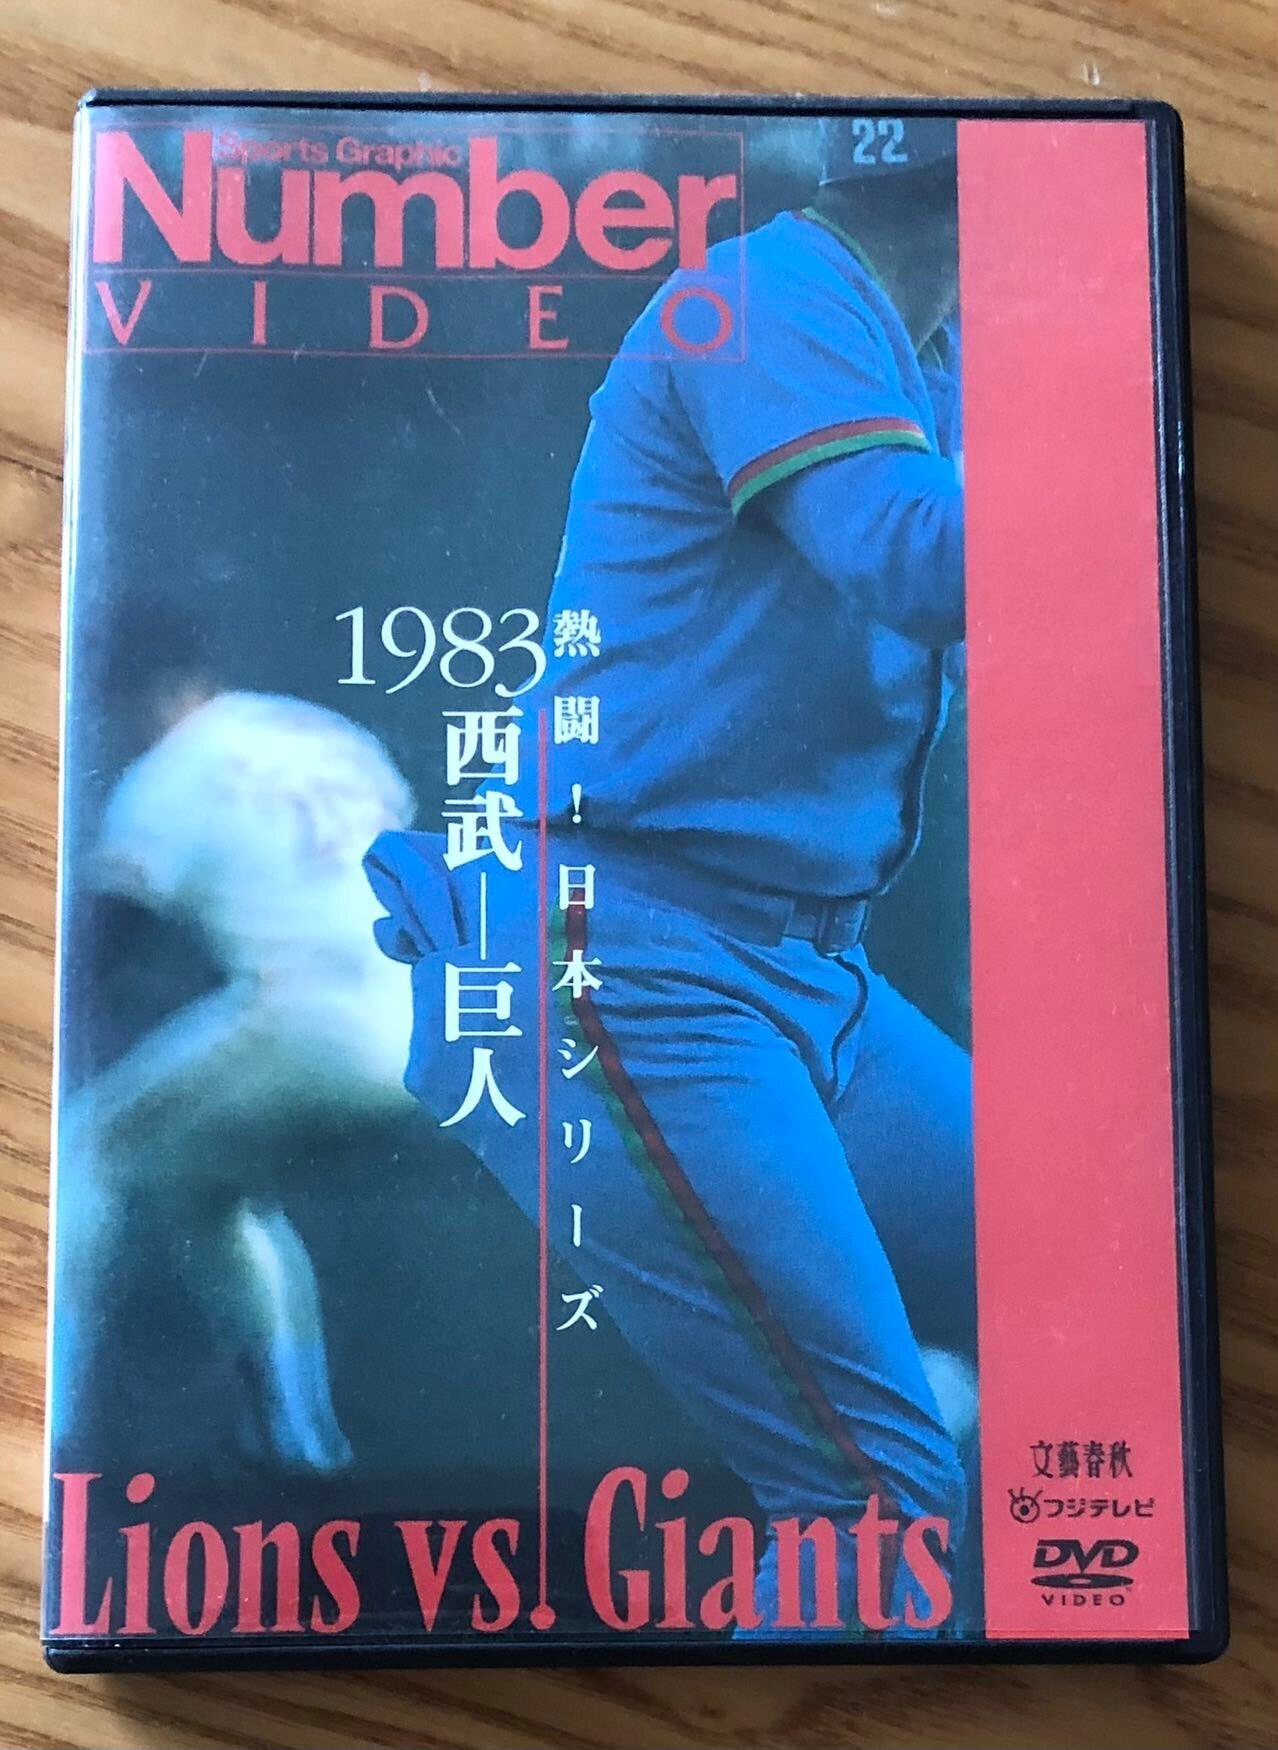 22
Sports Graphic
Number
VIDEO
1983
西武―巨人
熱闘!日本シリーズ
Lions vs. Giants
文藝春秋
フジテレビ
DVD
VIDEO